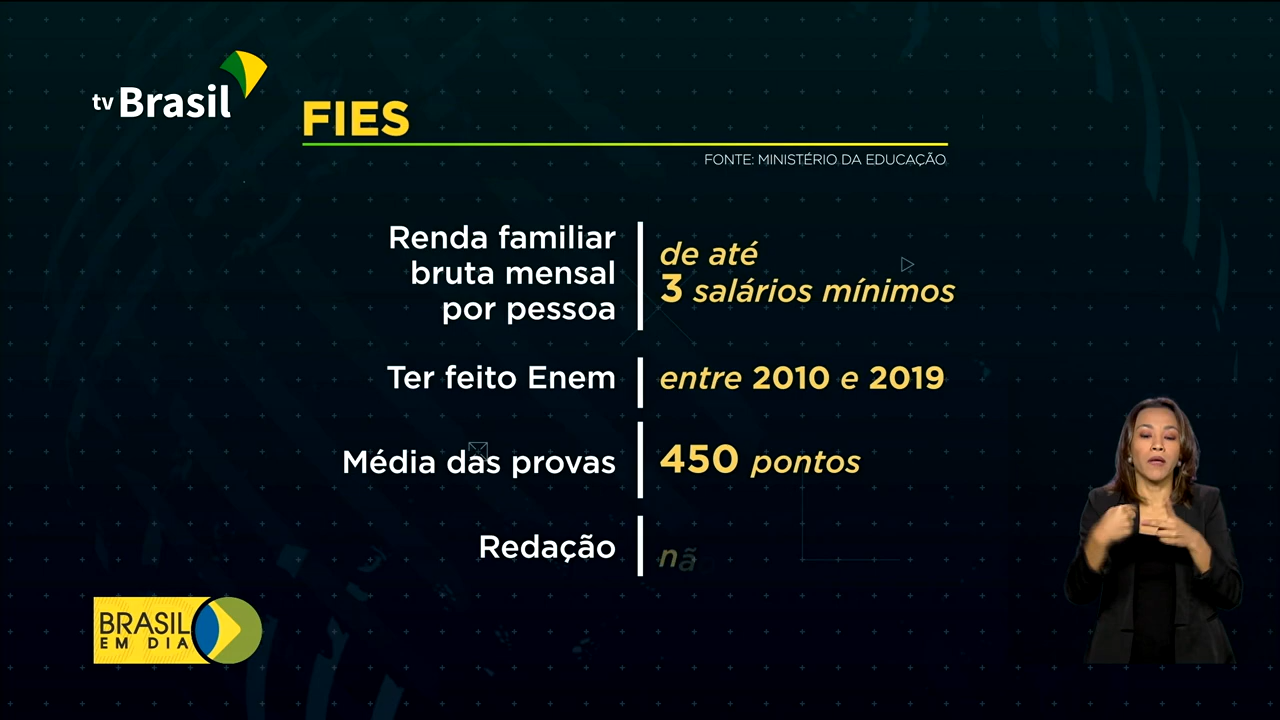 tv Brasil
FIES
FONTE: MINISTÉRIO DA EDUCAÇÃO
Renda familiar
bruta mensal
por pessoa
de até
3 salários mínimos
Ter feito Enem
entre 2010 e 2019
Média das provas
450 pontos
Redação
nã
BRASIL
EM DIA